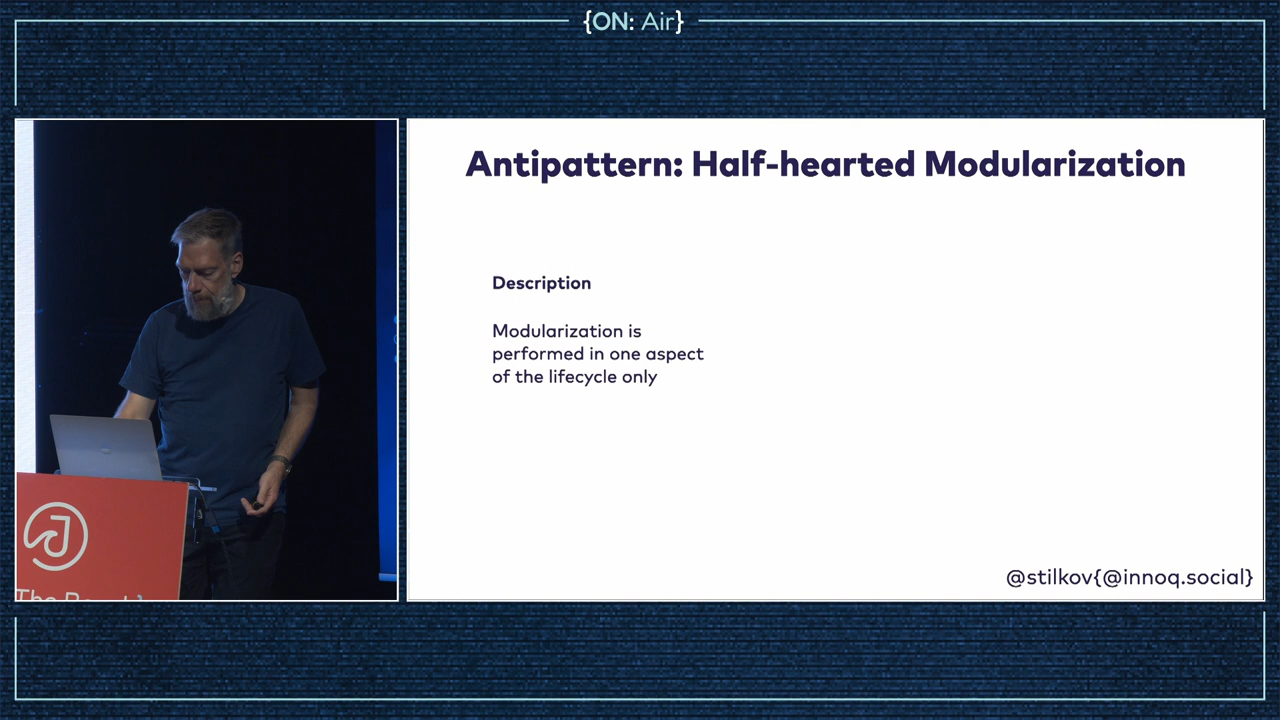 {ON: Air}
Antipattern: Half-hearted Modularization
Description
Modularization is
performed in one aspect
of the lifecycle only
@stilkov{@innoq.social}
J
The